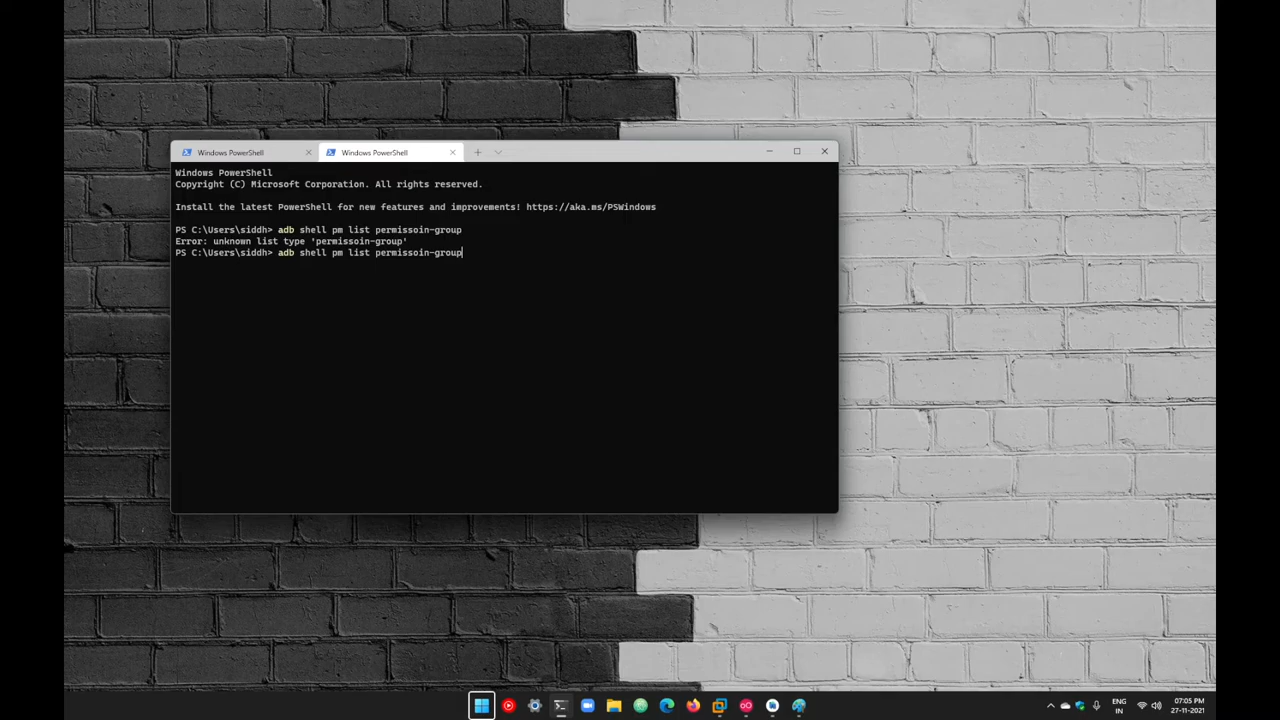 Windows PowerShell
Windows PowerShell
Windows PowerShell
Copyright (C) Microsoft Corporation. All rights reserved.
Install the latest PowerShell for new features and improvements! https://aka.ms/PSWindows
PS C:\Users\siddh> adb shell pm list permissoin-group
Error: unknown list type 'permissoin-group'
PS C:\Users\siddh> adb shell pm list permissoin-group
ENG
IN
07:05 PM
27-11-2021